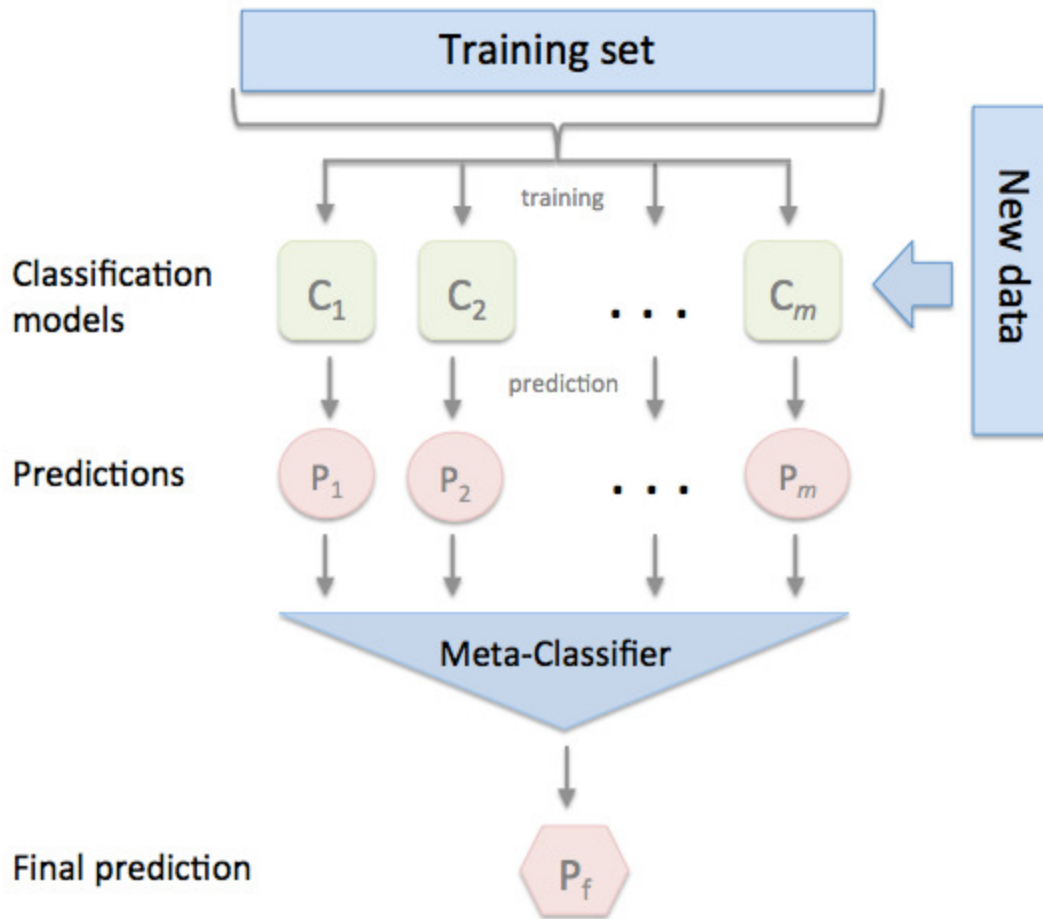 Training set
New data
training
Classification
models
C1
C2
. . .
Cm
prediction
Predictions
P1
P2
. . .
Pm
Meta-Classifier
Final prediction
Pf